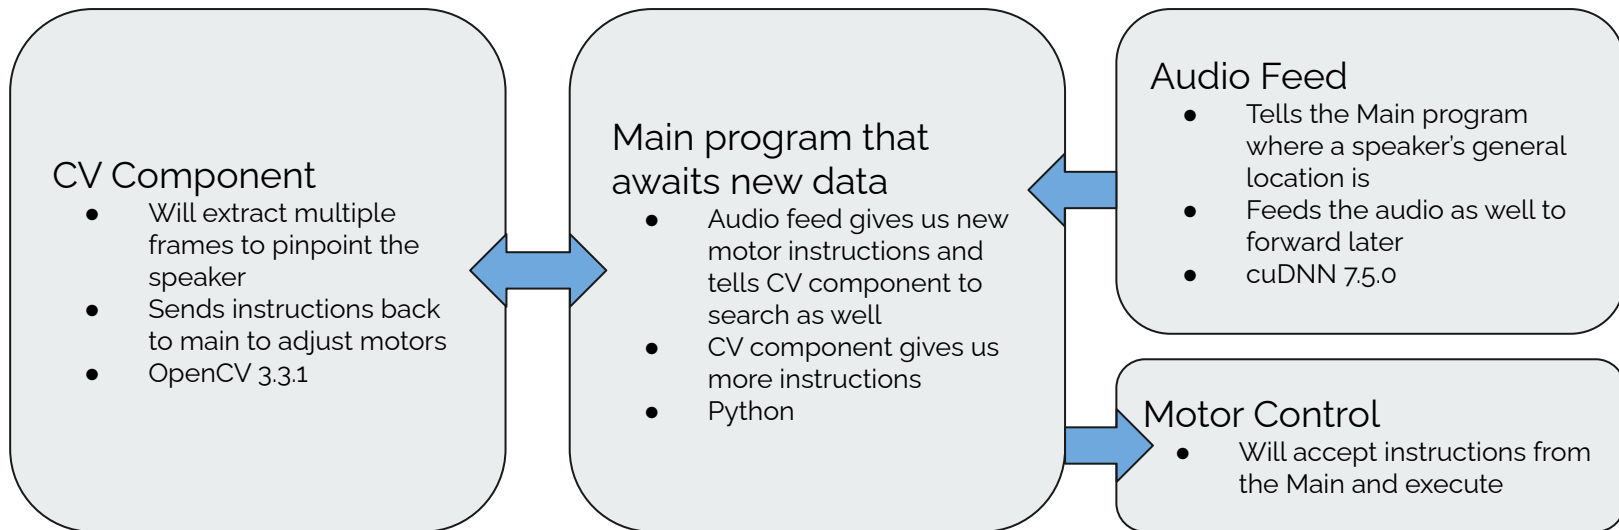 CV Component
● Will extract multiple
frames to pinpoint the
speaker
● Sends instructions back
to main to adjust motors
● OpenCV 3.3.1
Main program that
awaits new data
● Audio feed gives us new
motor instructions and
tells CV component to
search as well
● CV component gives us
more instructions
● Python
Audio Feed
● Tells the Main program
where a speaker’s general
location is
● Feeds the audio as well to
forward later
● cuDNN 7.5.0
Motor Control
● Will accept instructions from
the Main and execute